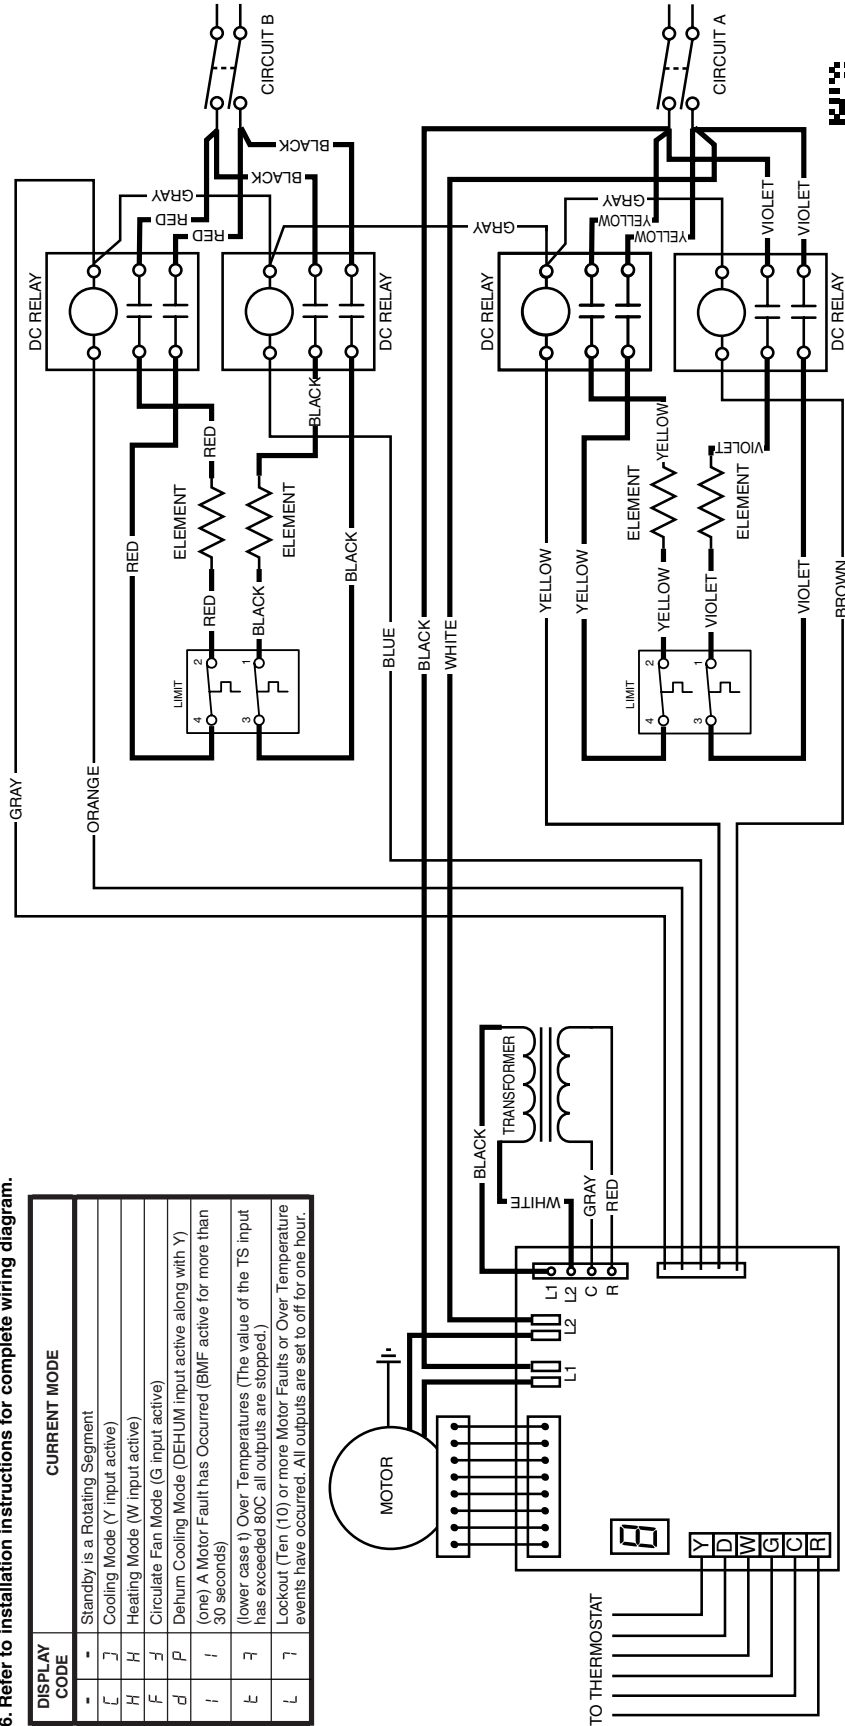 6. Refer to installation instructions for complete wiring diagram.
DISPLAY CODE
CURRENT MODE
Standby is a Rotating Segment
Cooling Mode (Y input active)
Heating Mode (W input active)
Circulate Fan Mode (G input active)
Dehum Cooling Mode (DEHUM input active along with Y)
(one) A Motor Fault has Occurred (BMF active for more than
30 seconds)
(lower case t) Over Temperatures (The value of the TS input
has exceeded 80C all outputs are stopped.)
Lockout (Ten (10) or more Motor Faults or Over Temperature
events have occurred. All outputs are set to off for one hour.
CIRCUIT B
BLACK
BLACK
GRAY
RED
RED
DC RELAY
DC RELAY
BLACK
RED
RED
ELEMENT
ELEMENT
BLACK
RED
BLACK
LIMIT
2
1
4
3
GRAY
ORANGE
BLUE
BLACK
WHITE
CIRCUIT A
GRAY
VIOLET
VIOLET
GRAY
YELLOW
YELLOW
DC RELAY
DC RELAY
YELLOW
VIOLET
ELEMENT
ELEMENT
YELLOW
YELLOW
YELLOW
VIOLET
VIOLET
BROWN
LIMIT
2
1
4
3
BLACK
TRANSFORMER
WHITE
GRAY
RED
L1
L2
C
R
L2
L1
MOTOR
Y
D
W
G
C
R
TO THERMOSTAT